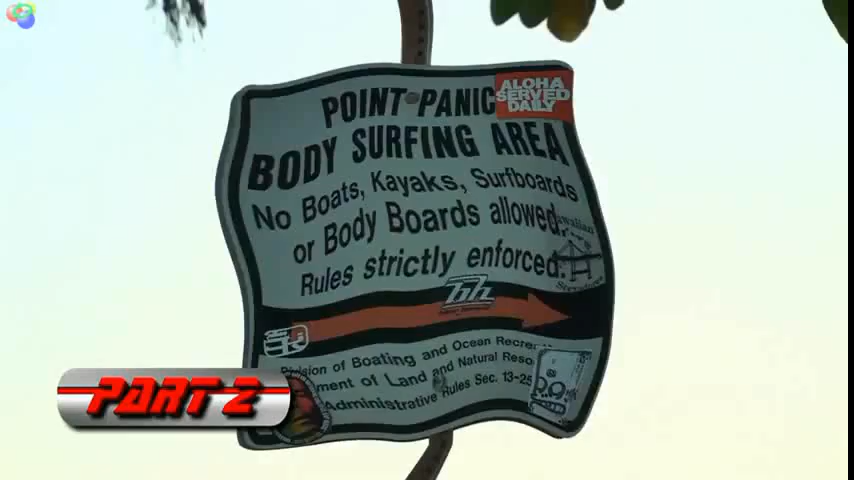 POINT PANIC
ALOHA
SERVED
DAILY
BODY SURFING AREA
No Boats, Kayaks, Surfboards
or Body Boards allowed,
Rules strictly enforced.
Division of Boating and Ocean Recre
ment of Land and Natural Reso
Administrative Rules Sec. 13-25
PART 2